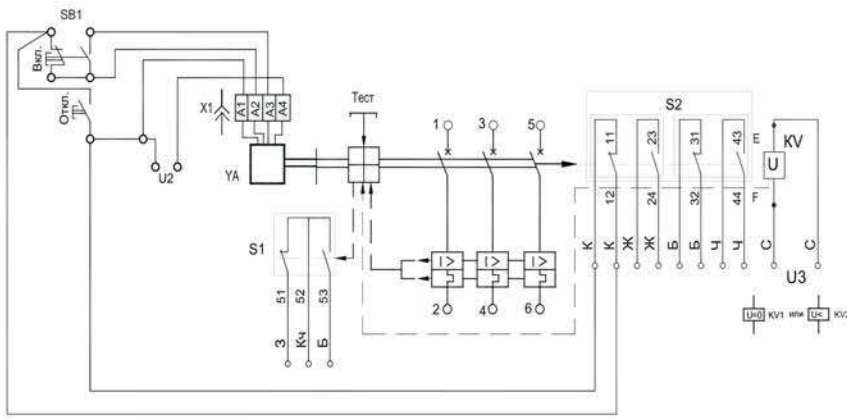 SB1
Вкл.
Откл.
X1
A1 A2 A3 A4
U2
YA
Тест
1 3 5
S1
51 52 53
З Кч Б
I> I> I>
2 4 6
S2
11 23 31 43
E
KV
U
12 24 32 44
F
К К Ж Ж Б Б Ч Ч С С
U3
U=0 KV1 или U< KV2